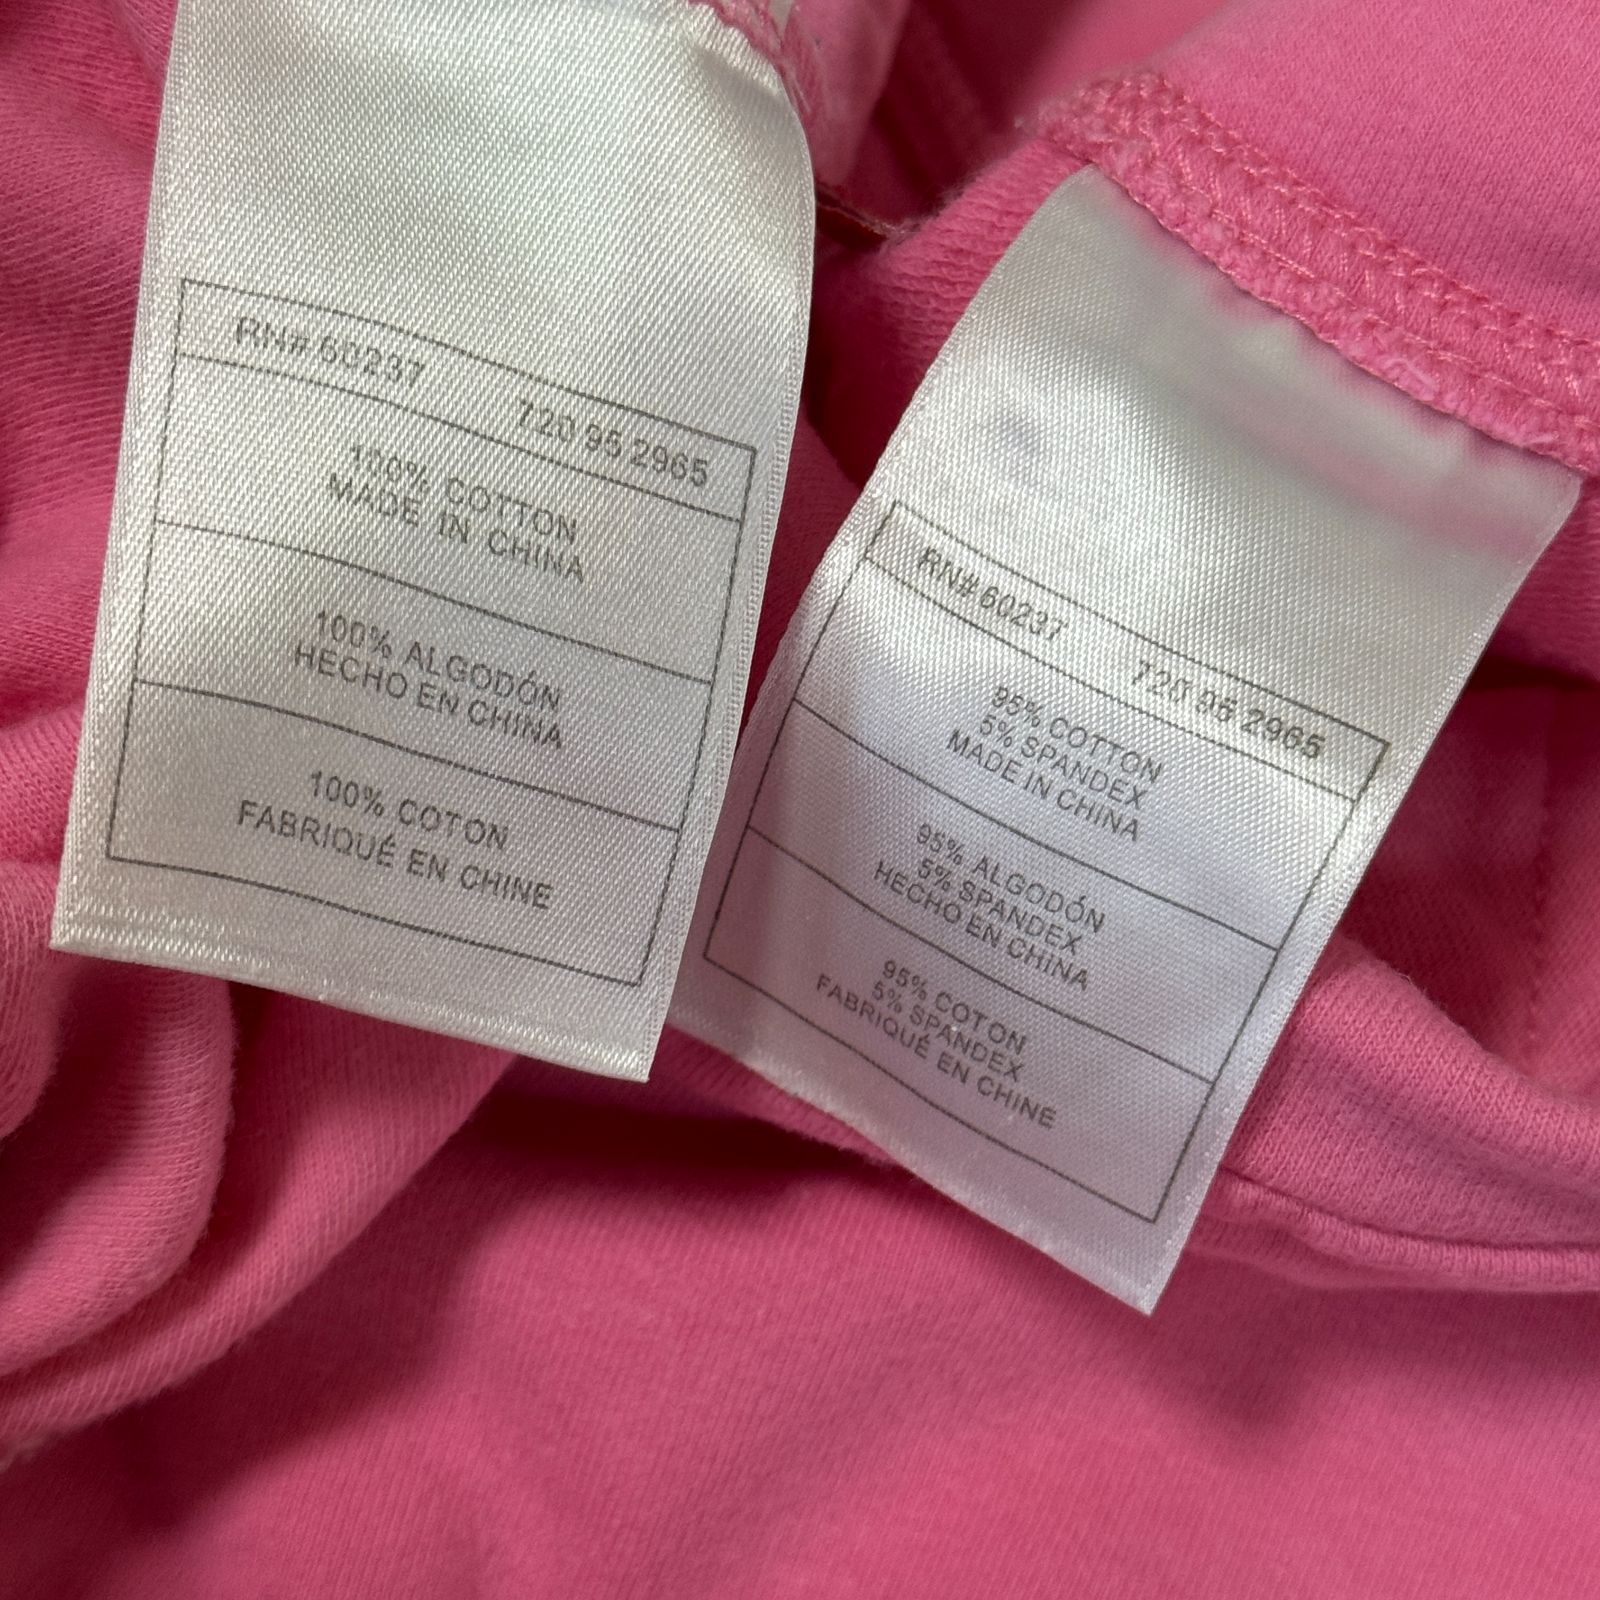 RN# 60237 720 95 2965
100% COTTON
MADE IN CHINA
100% ALGODÓN
HECHO EN CHINA
100% COTON
FABRIQUÉ EN CHINE
RN# 60237 720 95 2965
95% COTTON
5% SPANDEX
MADE IN CHINA
95% ALGODÓN
5% SPANDEX
HECHO EN CHINA
95% COTON
5% SPANDEX
FABRIQUÉ EN CHINE